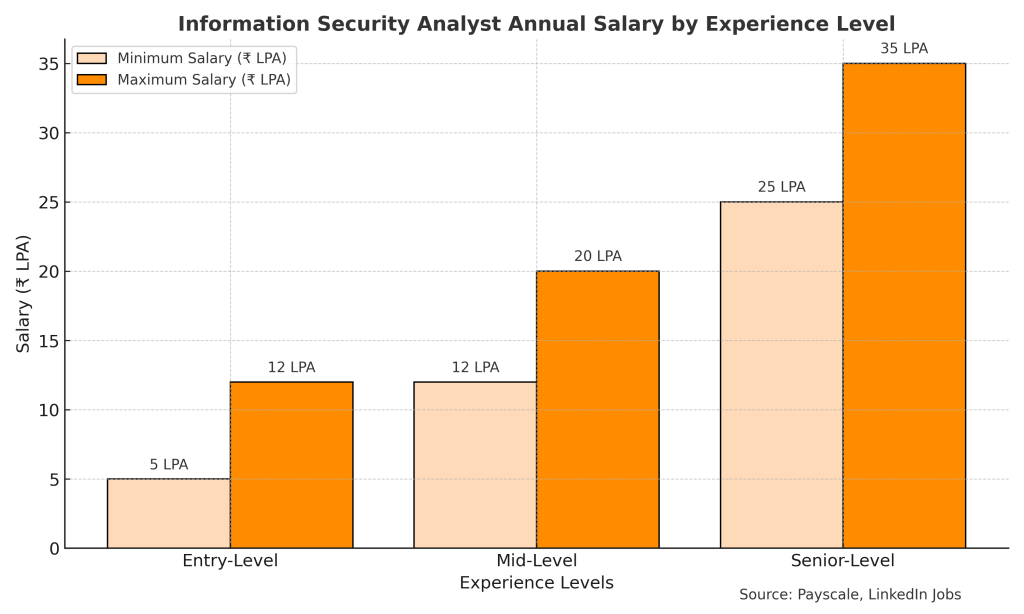 Information Security Analyst Annual Salary by Experience Level
Minimum Salary (₹ LPA)
Maximum Salary (₹ LPA)
Salary (₹ LPA)
35
30
25
20
15
10
5
0
5 LPA
12 LPA
12 LPA
20 LPA
25 LPA
35 LPA
Entry-Level
Mid-Level
Senior-Level
Experience Levels
Source: Payscale, LinkedIn Jobs